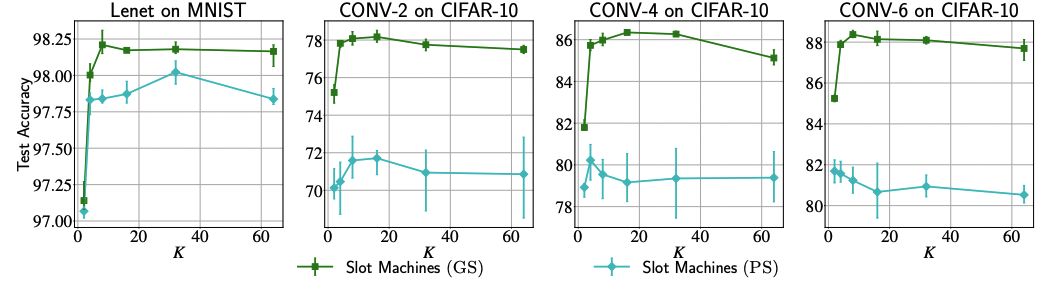 Lenet on MNIST
CONV-2 on CIFAR-10
CONV-4 on CIFAR-10
CONV-6 on CIFAR-10
Test Accuracy
98.25
98.00
97.75
97.50
97.25
97.00
0 20 40 60
K
78
76
74
72
70
0 20 40 60
K
86
84
82
80
78
0 20 40 60
K
88
86
84
82
80
0 20 40 60
K
Slot Machines (GS)
Slot Machines (PS)